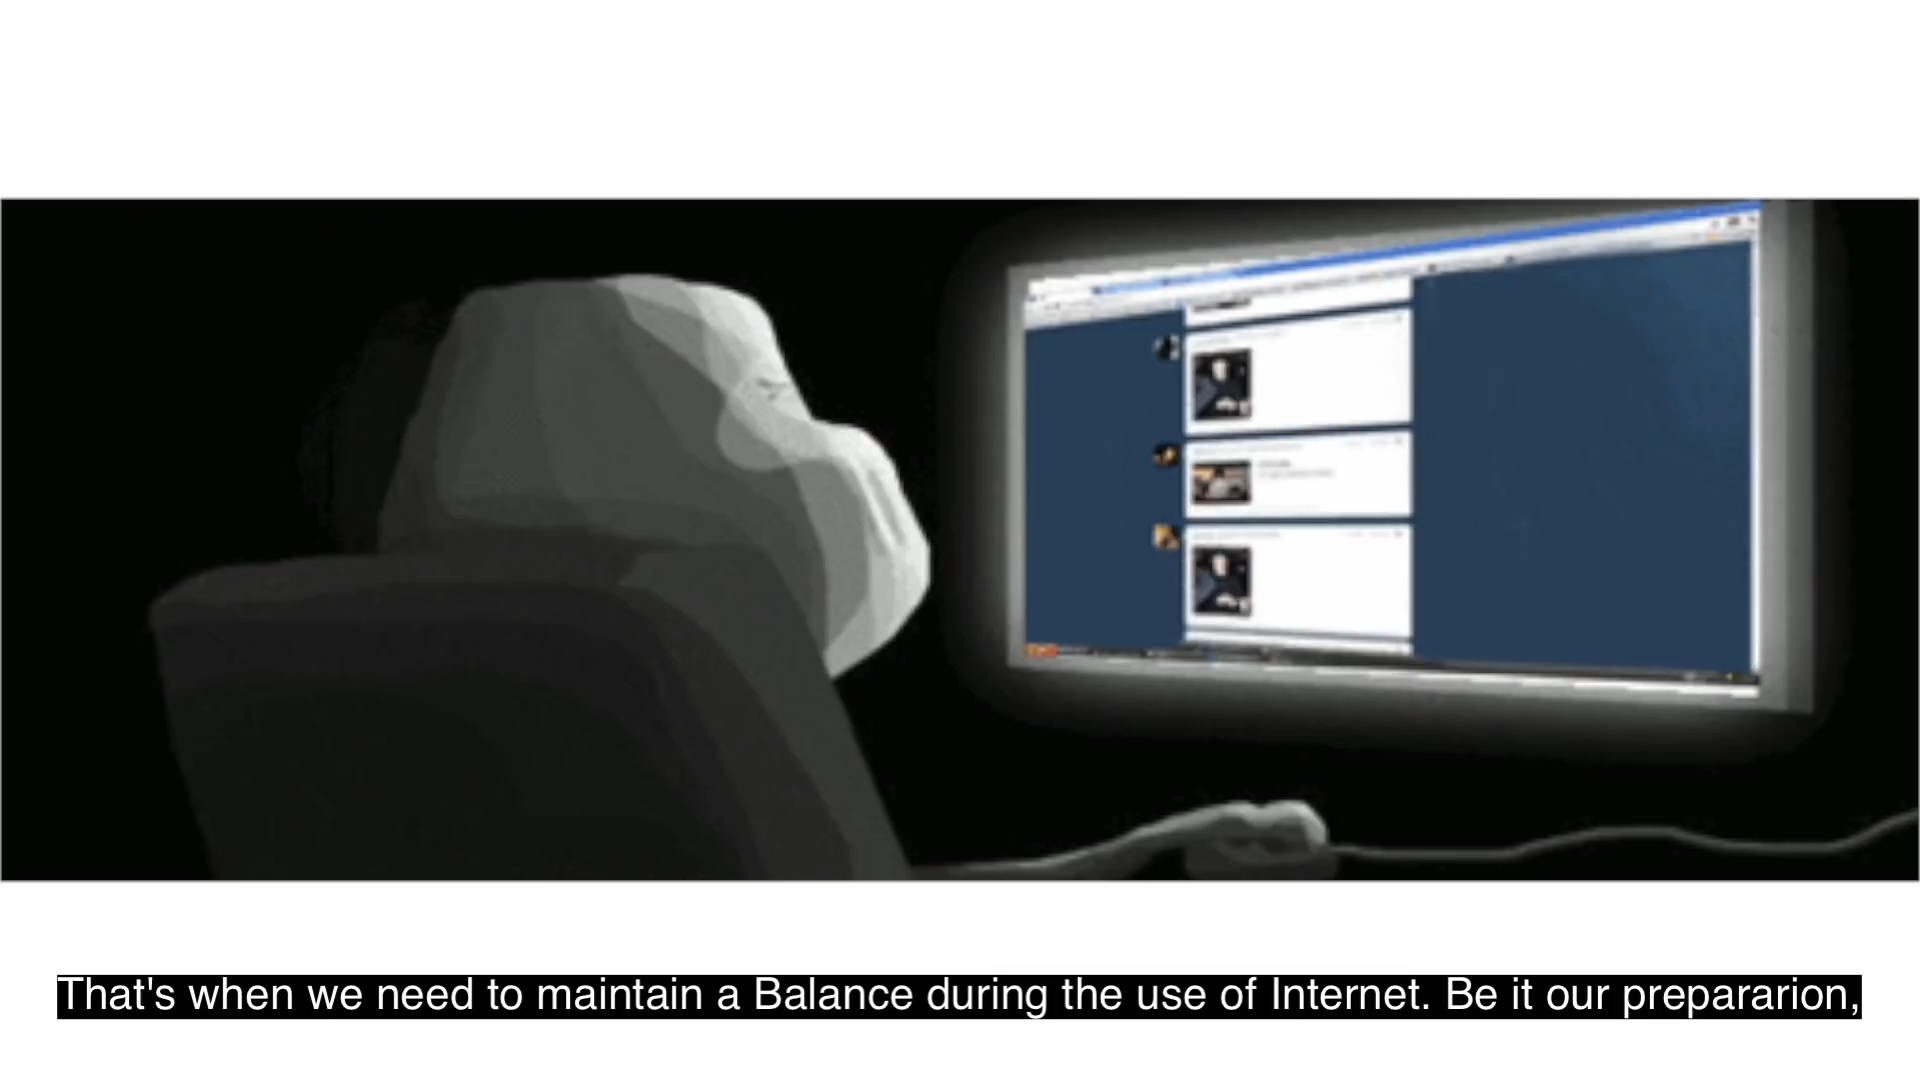 That's when we need to maintain a Balance during the use of Internet. Be it our prepararion,